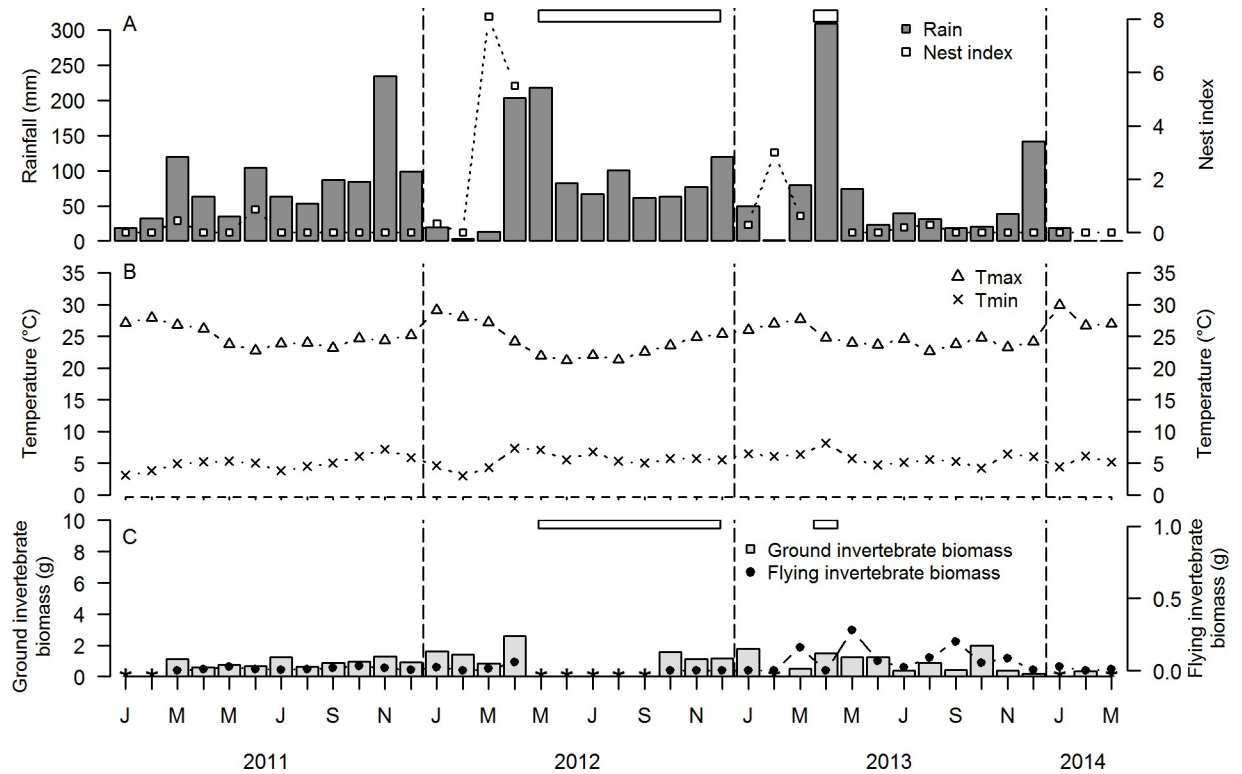 A
Rainfall (mm)
300
250
200
150
100
50
0
Rain
Nest index
8
6
4
2
0
Nest index
B
Temperature (°C)
35
30
25
20
15
10
5
0
Tmax
Tmin
35
30
25
20
15
10
5
0
Temperature (°C)
C
Ground invertebrate
biomass (g)
10
8
6
4
2
0
Ground invertebrate biomass (g)
Flying invertebrate biomass (g)
1.0
0.5
0.0
Flying invertebrate
biomass (g)
J M M J S N J M M J S N J M M J S N J M
2011 2012 2013 2014